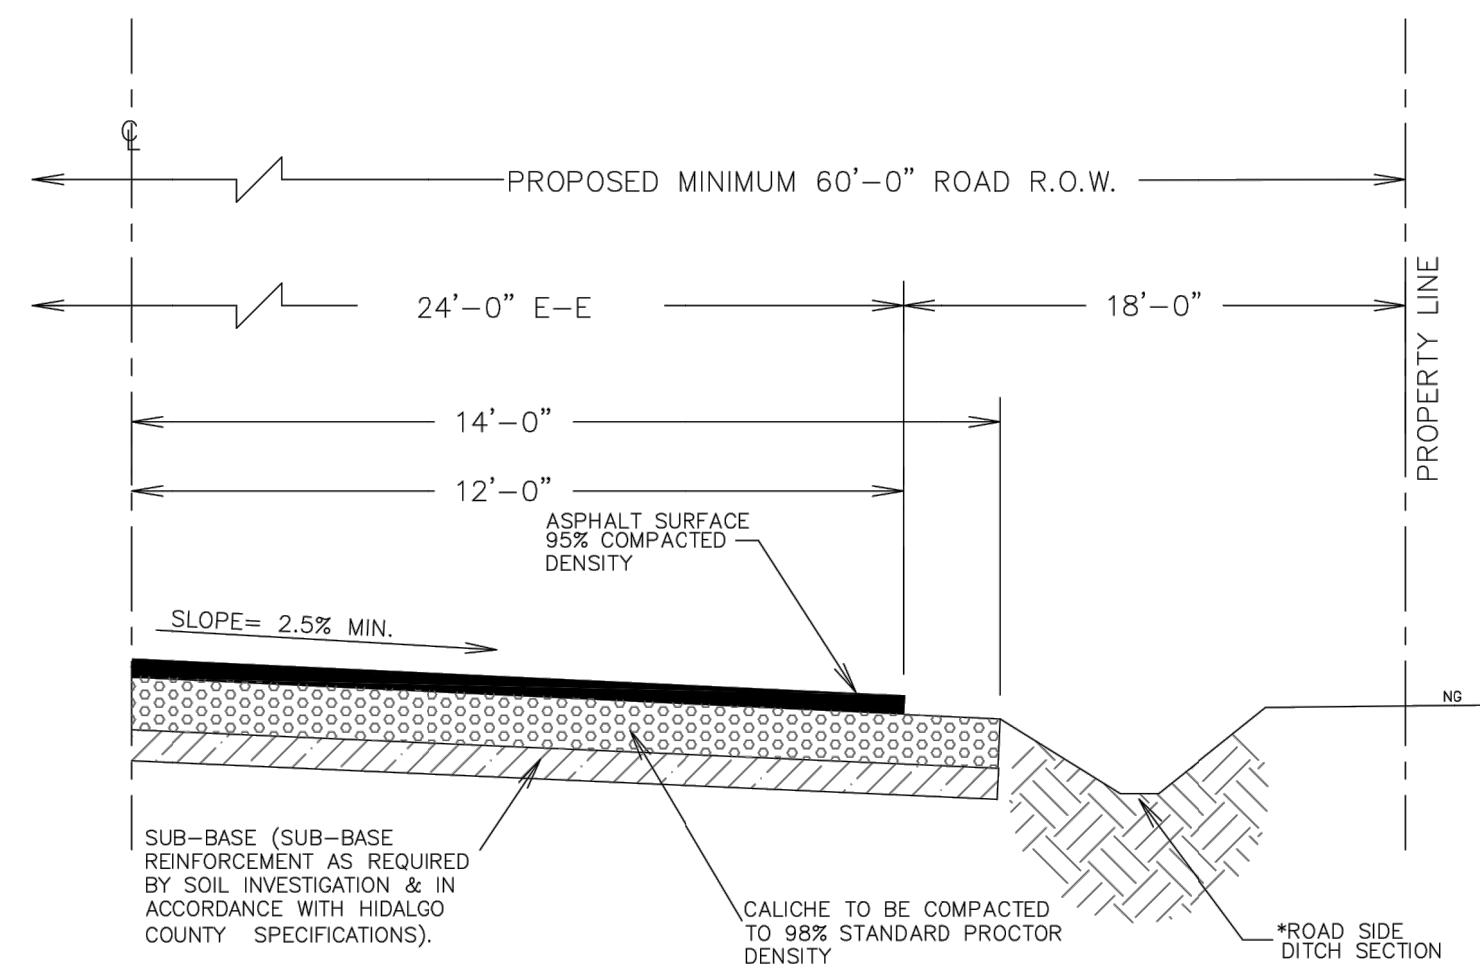 ℄
PROPOSED MINIMUM 60'-0" ROAD R.O.W.
24'-0" E-E
18'-0"
PROPERTY LINE
14'-0"
12'-0"
ASPHALT SURFACE
95% COMPACTED
DENSITY
SLOPE= 2.5% MIN.
NG
SUB-BASE (SUB-BASE
REINFORCEMENT AS REQUIRED
BY SOIL INVESTIGATION & IN
ACCORDANCE WITH HIDALGO
COUNTY SPECIFICATIONS).
CALICHE TO BE COMPACTED
TO 98% STANDARD PROCTOR
DENSITY
*ROAD SIDE
DITCH SECTION